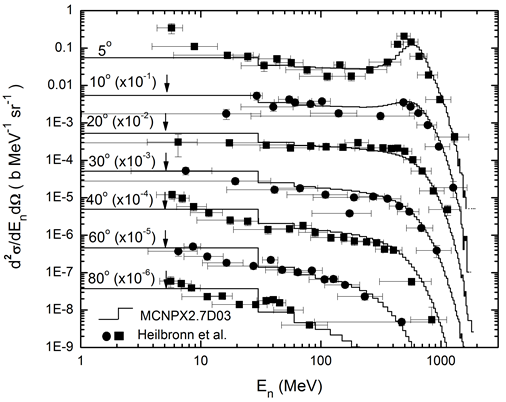 1
0.1
0.01
1E-3
1E-4
1E-5
1E-6
1E-7
1E-8
1E-9
d²σ/dEₙdΩ ( b MeV⁻¹ sr⁻¹ )
5°
10° (x10⁻¹)
20° (x10⁻²)
30° (x10⁻³)
40° (x10⁻⁴)
60° (x10⁻⁵)
80° (x10⁻⁶)
MCNPX2.7D03
Heilbronn et al.
1 10 100 1000
Eₙ (MeV)